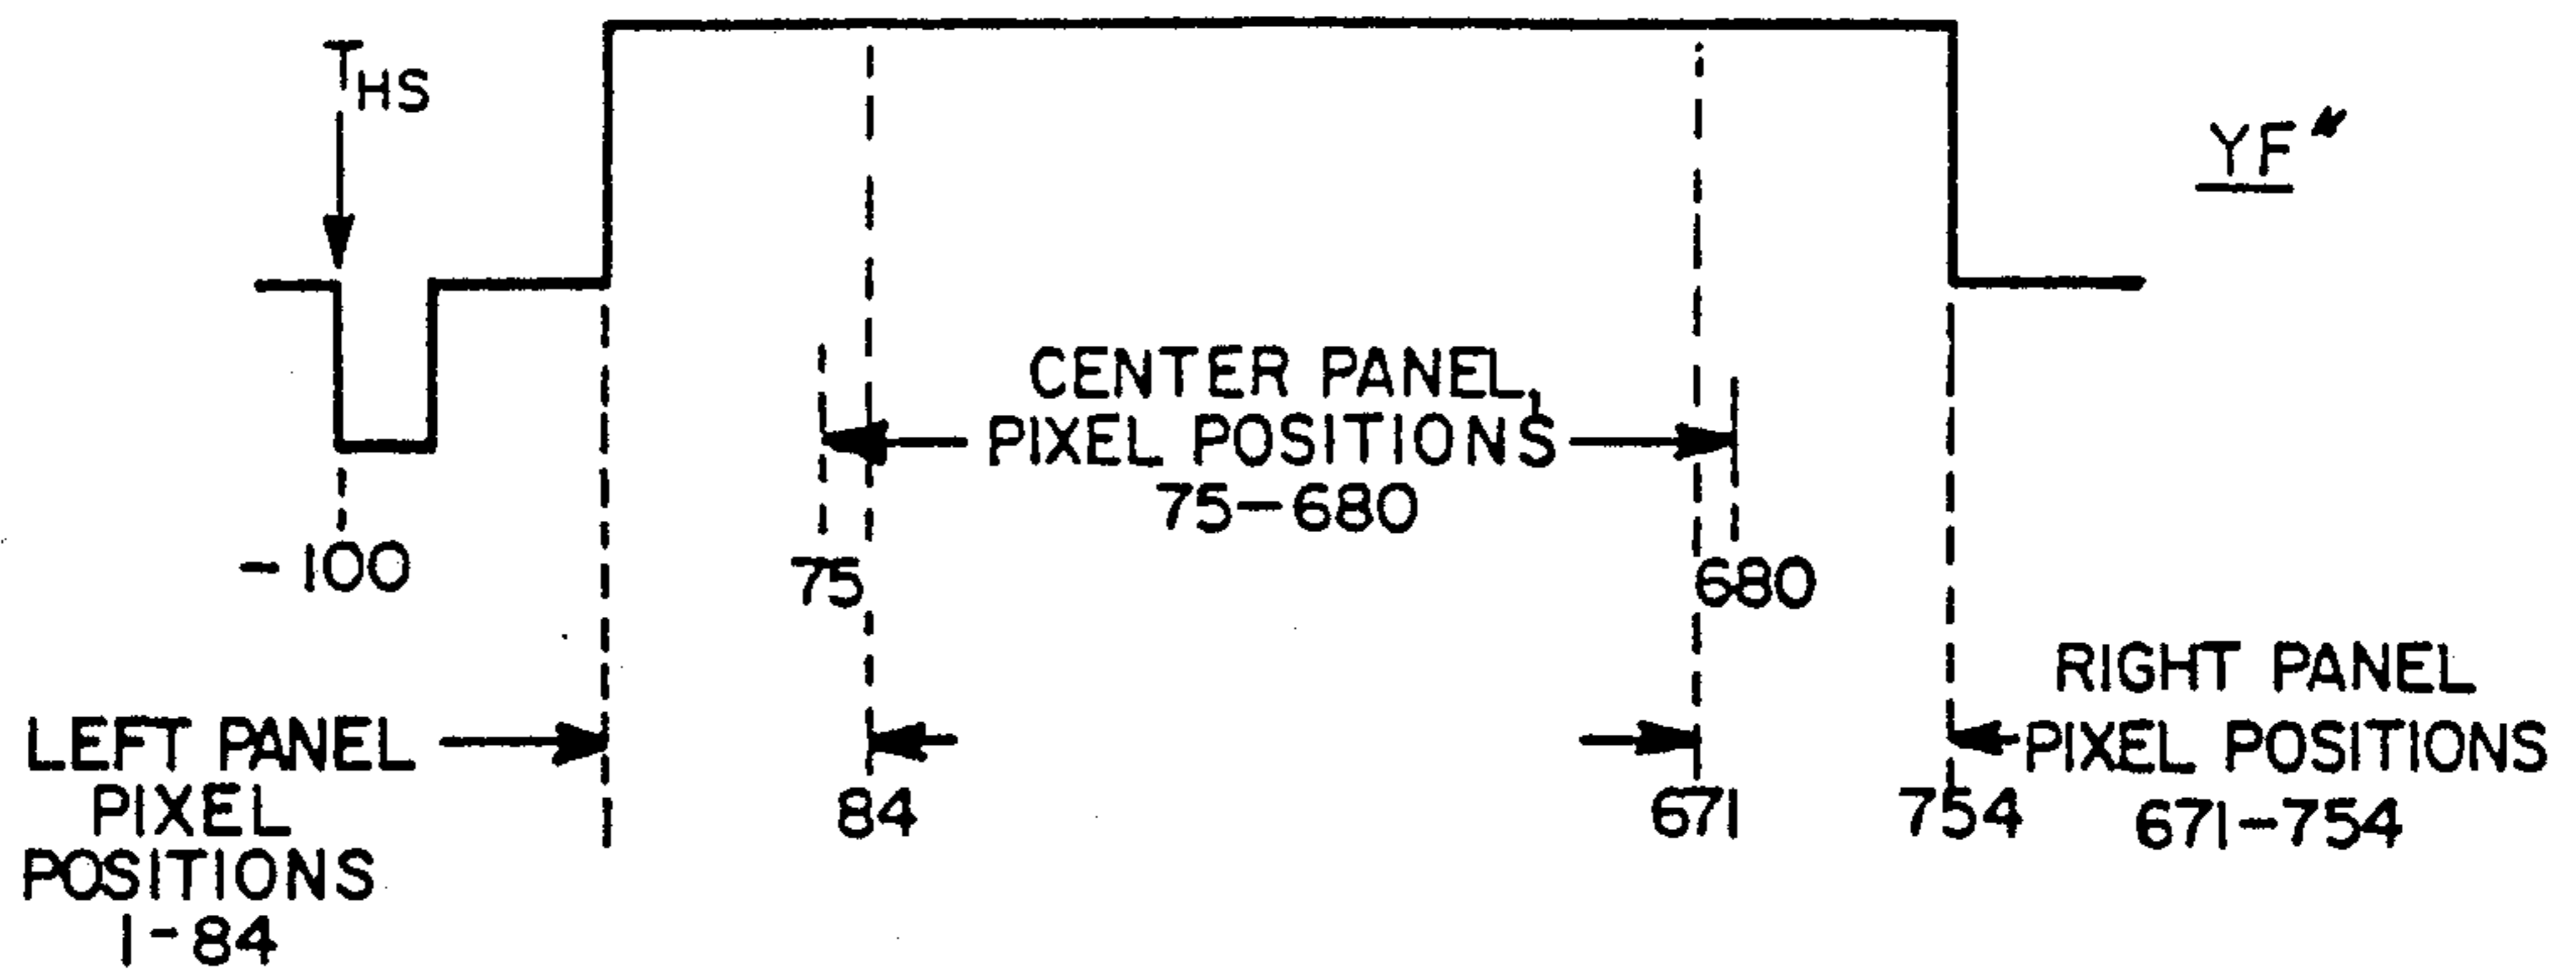 THS
YF"
CENTER PANEL,
PIXEL POSITIONS
75-680
-100
75
680
LEFT PANEL
PIXEL
POSITIONS
1-84
84
671
754
RIGHT PANEL
PIXEL POSITIONS
671-754